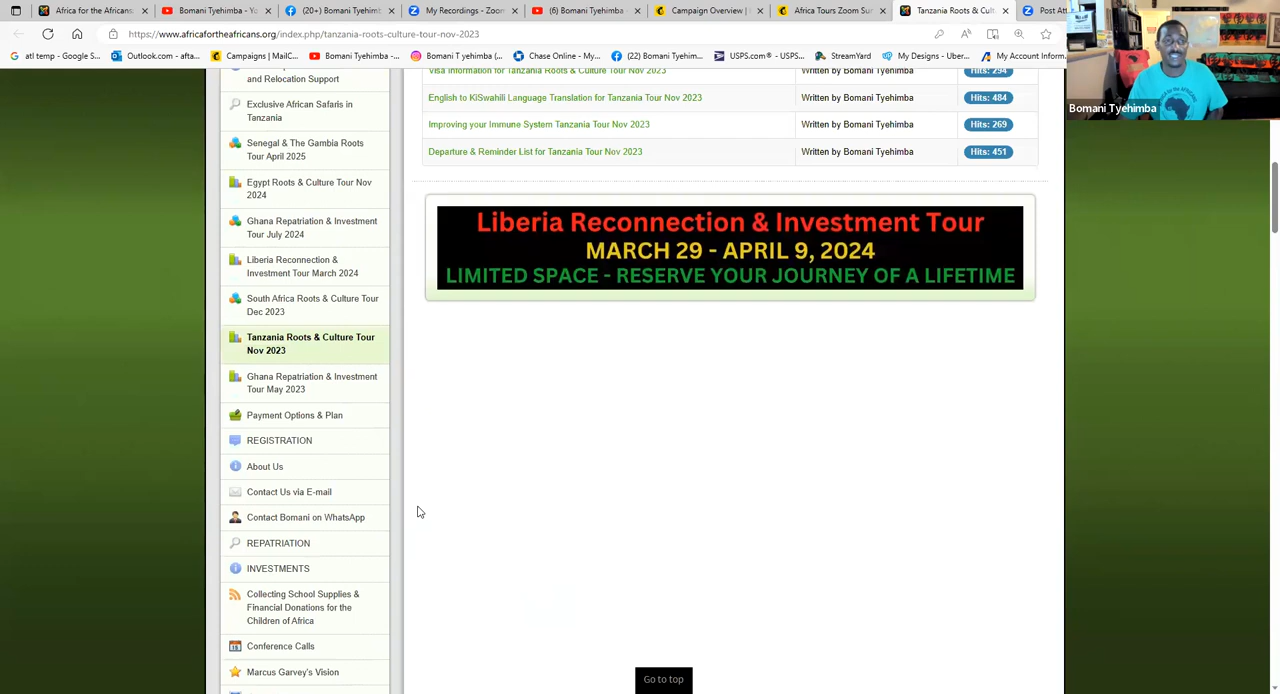 Africa for the Africans:
Bomani Tyehimba - Yo
(20+) Bomani Tyehimba
My Recordings - Zoom
(6) Bomani Tyehimba -
Campaign Overview |
Africa Tours Zoom Sur
Tanzania Roots & Cult
Post Att
https://www.africafortheafricans.org/index.php/tanzania-roots-culture-tour-nov-2023
atl temp - Google S...
Outlook.com - afta...
Campaigns | MailC...
Bomani Tyehimba -...
Bomani T yehimba (...
Chase Online - My...
(22) Bomani Tyehim...
USPS.com® - USPS...
StreamYard
My Designs - Uber...
My Account Inform...
Bomani Tyehimba
and Relocation Support
Exclusive African Safaris in
Tanzania
Senegal & The Gambia Roots
Tour April 2025
Egypt Roots & Culture Tour Nov
2024
Ghana Repatriation & Investment
Tour July 2024
Liberia Reconnection &
Investment Tour March 2024
South Africa Roots & Culture Tour
Dec 2023
Tanzania Roots & Culture Tour
Nov 2023
Ghana Repatriation & Investment
Tour May 2023
Payment Options & Plan
REGISTRATION
About Us
Contact Us via E-mail
Contact Bomani on WhatsApp
REPATRIATION
INVESTMENTS
Collecting School Supplies &
Financial Donations for the
Children of Africa
Conference Calls
Marcus Garvey's Vision
Visa Information for Tanzania Roots & Culture Tour Nov 2023 Written by Bomani Tyehimba Hits: 294
English to KiSwahili Language Translation for Tanzania Tour Nov 2023 Written by Bomani Tyehimba Hits: 484
Improving your Immune System Tanzania Tour Nov 2023 Written by Bomani Tyehimba Hits: 269
Departure & Reminder List for Tanzania Tour Nov 2023 Written by Bomani Tyehimba Hits: 451
Liberia Reconnection & Investment Tour
MARCH 29 - APRIL 9, 2024
LIMITED SPACE - RESERVE YOUR JOURNEY OF A LIFETIME
Go to top